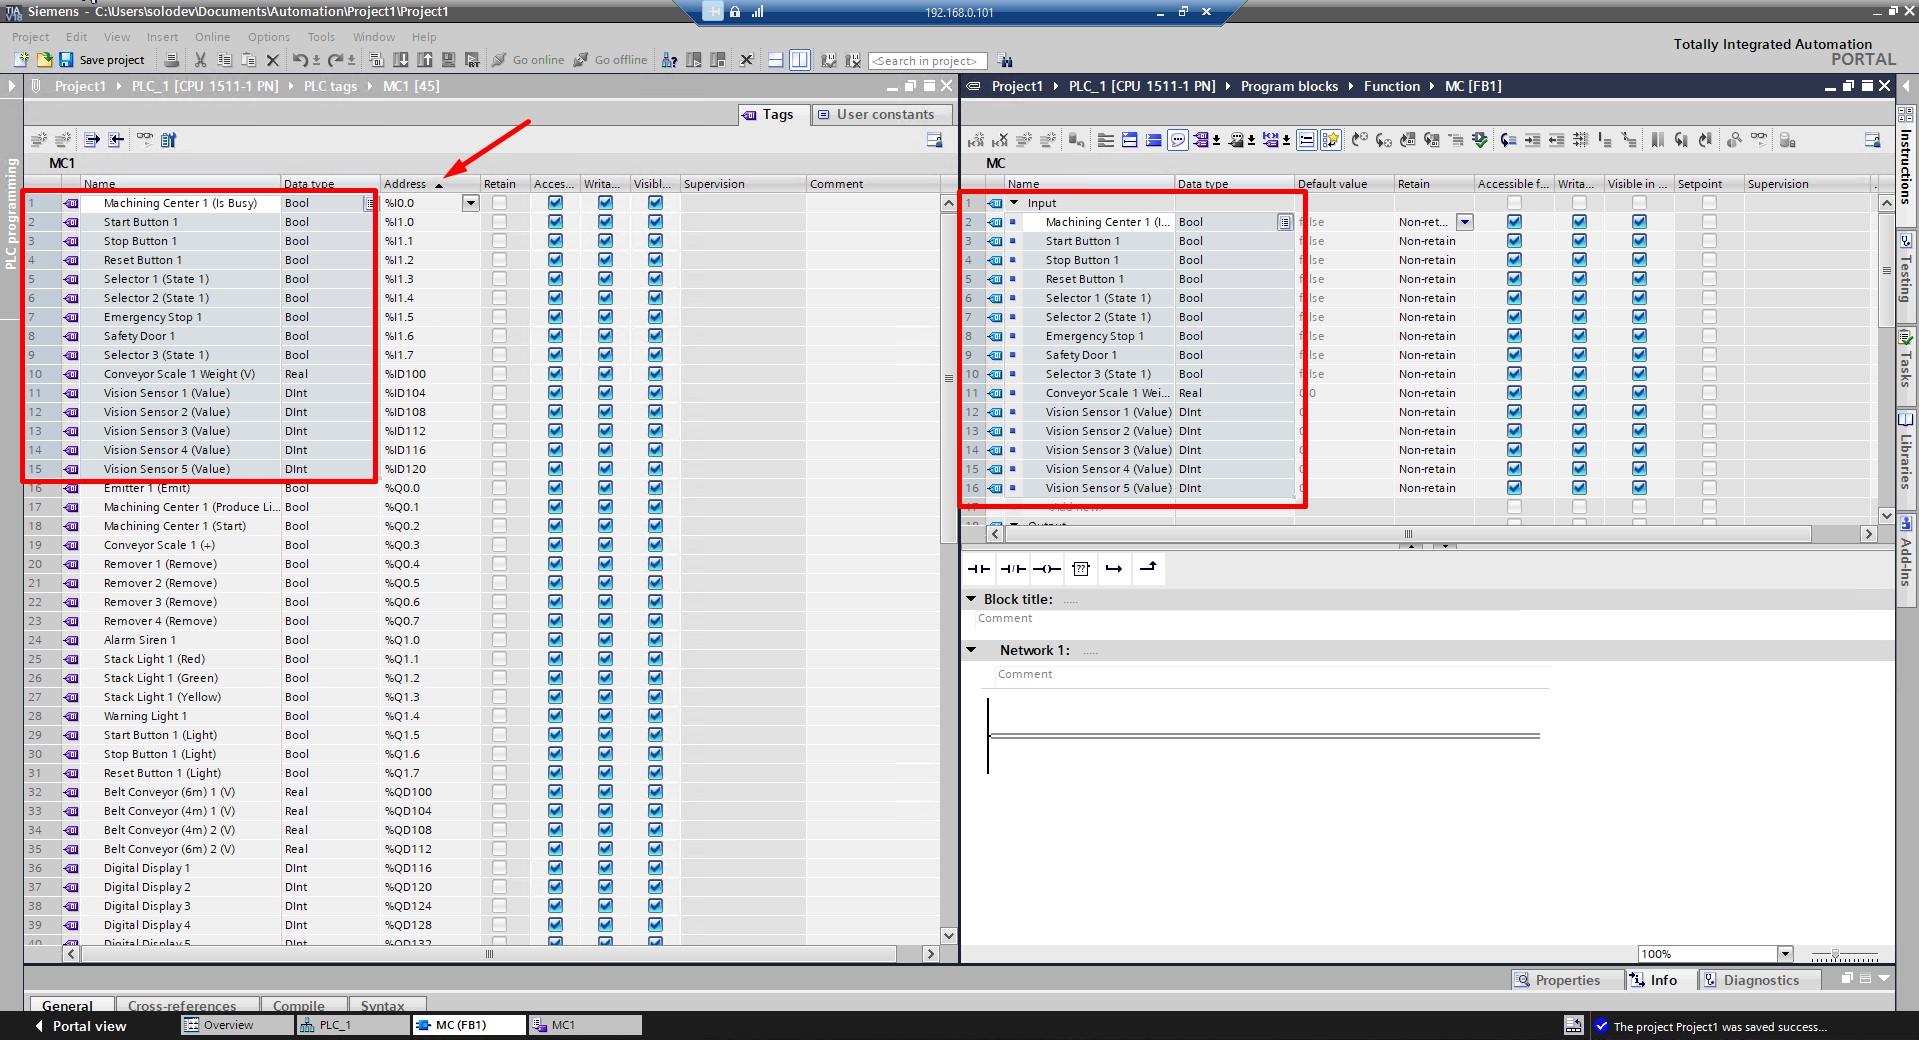 Siemens - C:\Users\solodev\Documents\Automation\Project1\Project1
192.168.0.101
Project Edit View Insert Online Options Tools Window Help
Save project Go online Go offline <Search in project>
Totally Integrated Automation
PORTAL
Project1 PLC_1 [CPU 1511-1 PN] PLC tags MC1 [45]
Tags User constants
MC1
Name Data type Address Retain Acces... Writa... Visibl... Supervision Comment
1 Machining Center 1 (Is Busy) Bool %I0.0
2 Start Button 1 Bool %I1.0
3 Stop Button 1 Bool %I1.1
4 Reset Button 1 Bool %I1.2
5 Selector 1 (State 1) Bool %I1.3
6 Selector 2 (State 1) Bool %I1.4
7 Emergency Stop 1 Bool %I1.5
8 Safety Door 1 Bool %I1.6
9 Selector 3 (State 1) Bool %I1.7
10 Conveyor Scale 1 Weight (V) Real %ID100
11 Vision Sensor 1 (Value) DInt %ID104
12 Vision Sensor 2 (Value) DInt %ID108
13 Vision Sensor 3 (Value) DInt %ID112
14 Vision Sensor 4 (Value) DInt %ID116
15 Vision Sensor 5 (Value) DInt %ID120
16 Emitter 1 (Emit) Bool %Q0.0
17 Machining Center 1 (Produce Li... Bool %Q0.1
18 Machining Center 1 (Start) Bool %Q0.2
19 Conveyor Scale 1 (+) Bool %Q0.3
20 Remover 1 (Remove) Bool %Q0.4
21 Remover 2 (Remove) Bool %Q0.5
22 Remover 3 (Remove) Bool %Q0.6
23 Remover 4 (Remove) Bool %Q0.7
24 Alarm Siren 1 Bool %Q1.0
25 Stack Light 1 (Red) Bool %Q1.1
26 Stack Light 1 (Green) Bool %Q1.2
27 Stack Light 1 (Yellow) Bool %Q1.3
28 Warning Light 1 Bool %Q1.4
29 Start Button 1 (Light) Bool %Q1.5
30 Stop Button 1 (Light) Bool %Q1.6
31 Reset Button 1 (Light) Bool %Q1.7
32 Belt Conveyor (6m) 1 (V) Real %QD100
33 Belt Conveyor (4m) 1 (V) Real %QD104
34 Belt Conveyor (4m) 2 (V) Real %QD108
35 Belt Conveyor (6m) 2 (V) Real %QD112
36 Digital Display 1 DInt %QD116
37 Digital Display 2 DInt %QD120
38 Digital Display 3 DInt %QD124
39 Digital Display 4 DInt %QD128
40 Digital Display 5 DInt %QD132
PLC programming
Project1 PLC_1 [CPU 1511-1 PN] Program blocks Function MC [FB1]
MC
Name Data type Default value Retain Accessible f... Writa... Visible in ... Setpoint Supervision
1 Input
2 Machining Center 1 (I... Bool false Non-ret...
3 Start Button 1 Bool false Non-retain
4 Stop Button 1 Bool false Non-retain
5 Reset Button 1 Bool false Non-retain
6 Selector 1 (State 1) Bool false Non-retain
7 Selector 2 (State 1) Bool false Non-retain
8 Emergency Stop 1 Bool false Non-retain
9 Safety Door 1 Bool false Non-retain
10 Selector 3 (State 1) Bool false Non-retain
11 Conveyor Scale 1 Wei... Real 0.0 Non-retain
12 Vision Sensor 1 (Value) DInt 0 Non-retain
13 Vision Sensor 2 (Value) DInt 0 Non-retain
14 Vision Sensor 3 (Value) DInt 0 Non-retain
15 Vision Sensor 4 (Value) DInt 0 Non-retain
16 Vision Sensor 5 (Value) DInt 0 Non-retain
17 <Add new>
18 Output
??
Block title: .....
Comment
Network 1: .....
Comment
100%
Instructions
Testing
Tasks
Libraries
Add-Ins
Properties Info Diagnostics
General Cross-references Compile Syntax
Portal view Overview PLC_1 MC (FB1) MC1 The project Project1 was saved success...